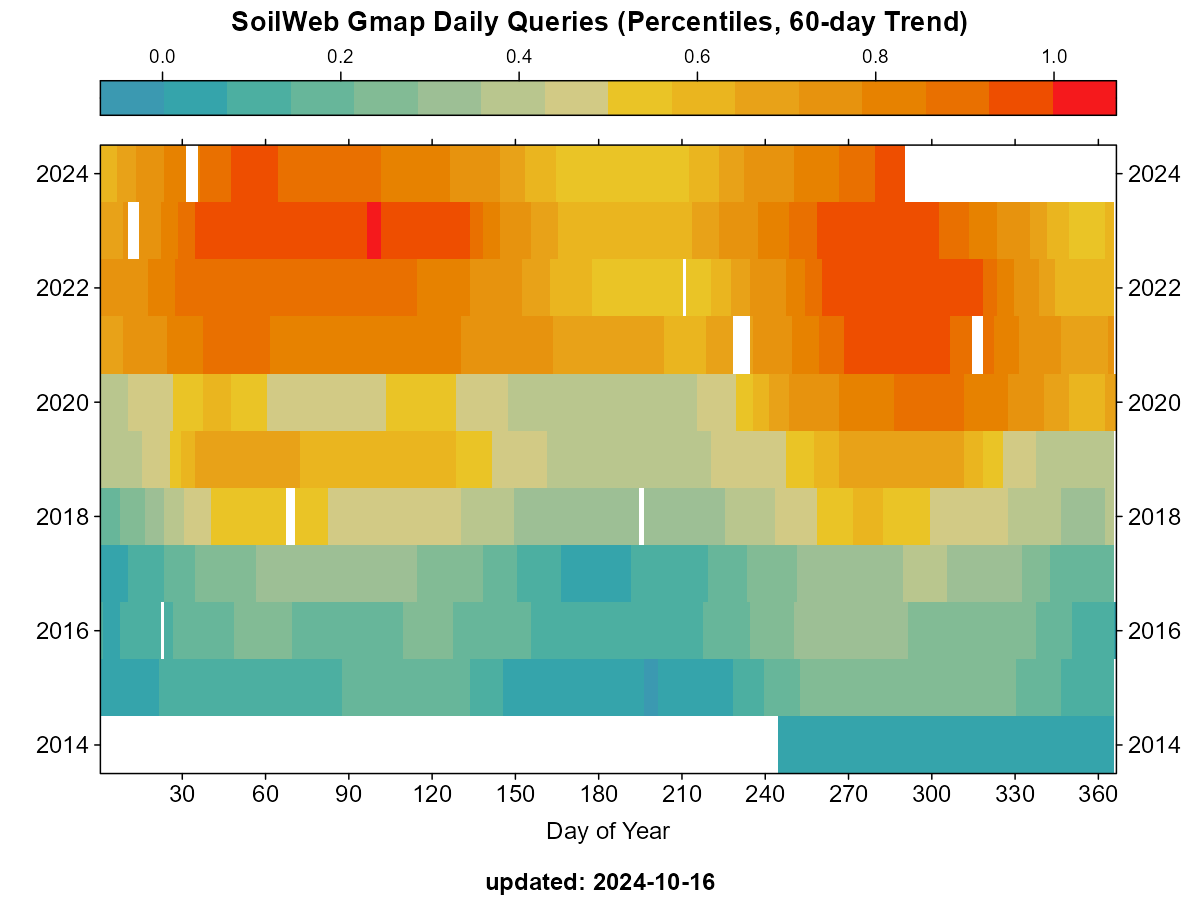 SoilWeb Gmap Daily Queries (Percentiles, 60-day Trend)
0.0 0.2 0.4 0.6 0.8 1.0
2024 2024
2022 2022
2020 2020
2018 2018
2016 2016
2014 2014
30 60 90 120 150 180 210 240 270 300 330 360
Day of Year
updated: 2024-10-16